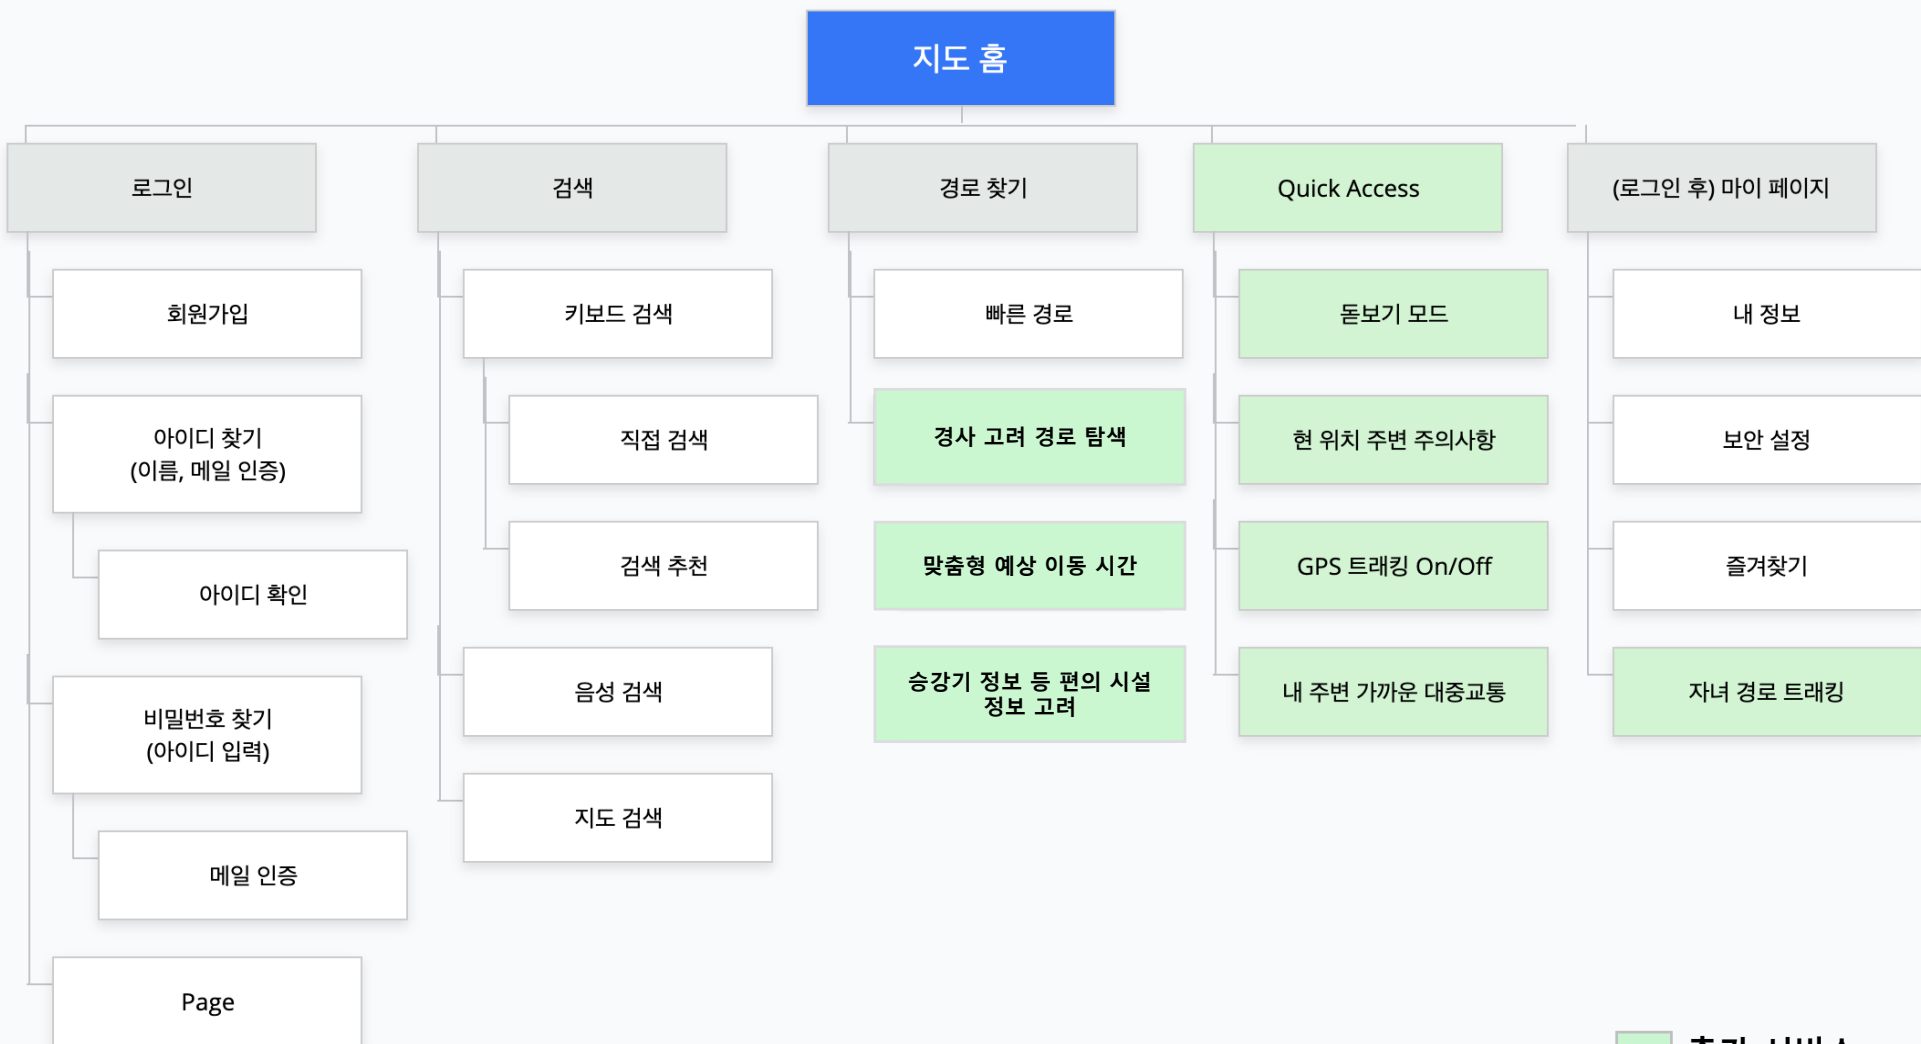 지도 홈
로그인
검색
경로 찾기
Quick Access
(로그인 후) 마이 페이지
회원가입
아이디 찾기
(이름, 메일 인증)
아이디 확인
비밀번호 찾기
(아이디 입력)
메일 인증
Page
키보드 검색
직접 검색
검색 추천
음성 검색
지도 검색
빠른 경로
경사 고려 경로 탐색
맞춤형 예상 이동 시간
승강기 정보 등 편의 시설
정보 고려
돋보기 모드
현 위치 주변 주의사항
GPS 트래킹 On/Off
내 주변 가까운 대중교통
내 정보
보안 설정
즐겨찾기
자녀 경로 트래킹